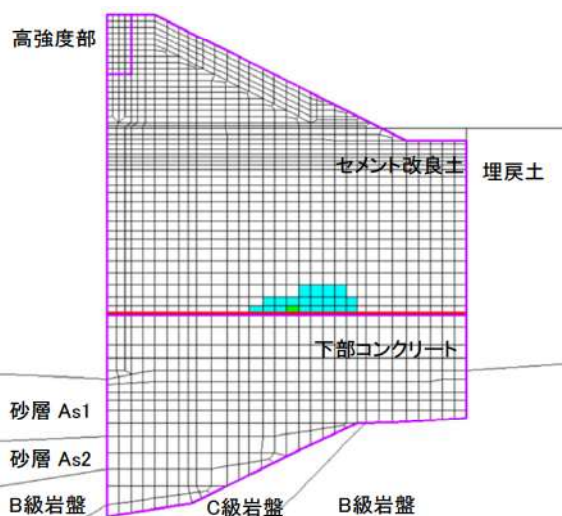 高強度部
セメント改良土
埋戻土
下部コンクリート
砂層 As1
砂層 As2
B級岩盤
C級岩盤
B級岩盤